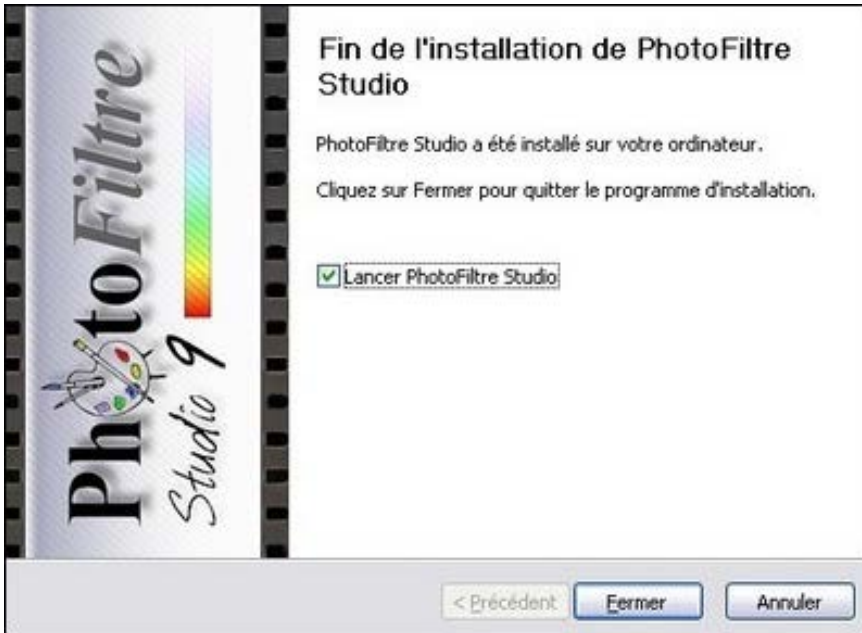 PhotoFiltre
Studio 9
Fin de l'installation de PhotoFiltre
Studio
PhotoFiltre Studio a été installé sur votre ordinateur.
Cliquez sur Fermer pour quitter le programme d'installation.
Lancer PhotoFiltre Studio
< Précédent
Fermer
Annuler